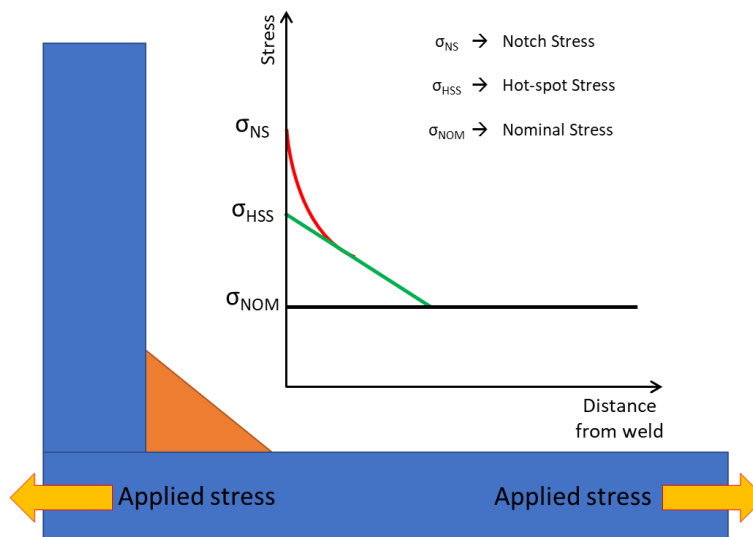 Stress
σNS → Notch Stress
σHSS → Hot-spot Stress
σNOM → Nominal Stress
σNS
σHSS
σNOM
Distance
from weld
Applied stress
Applied stress